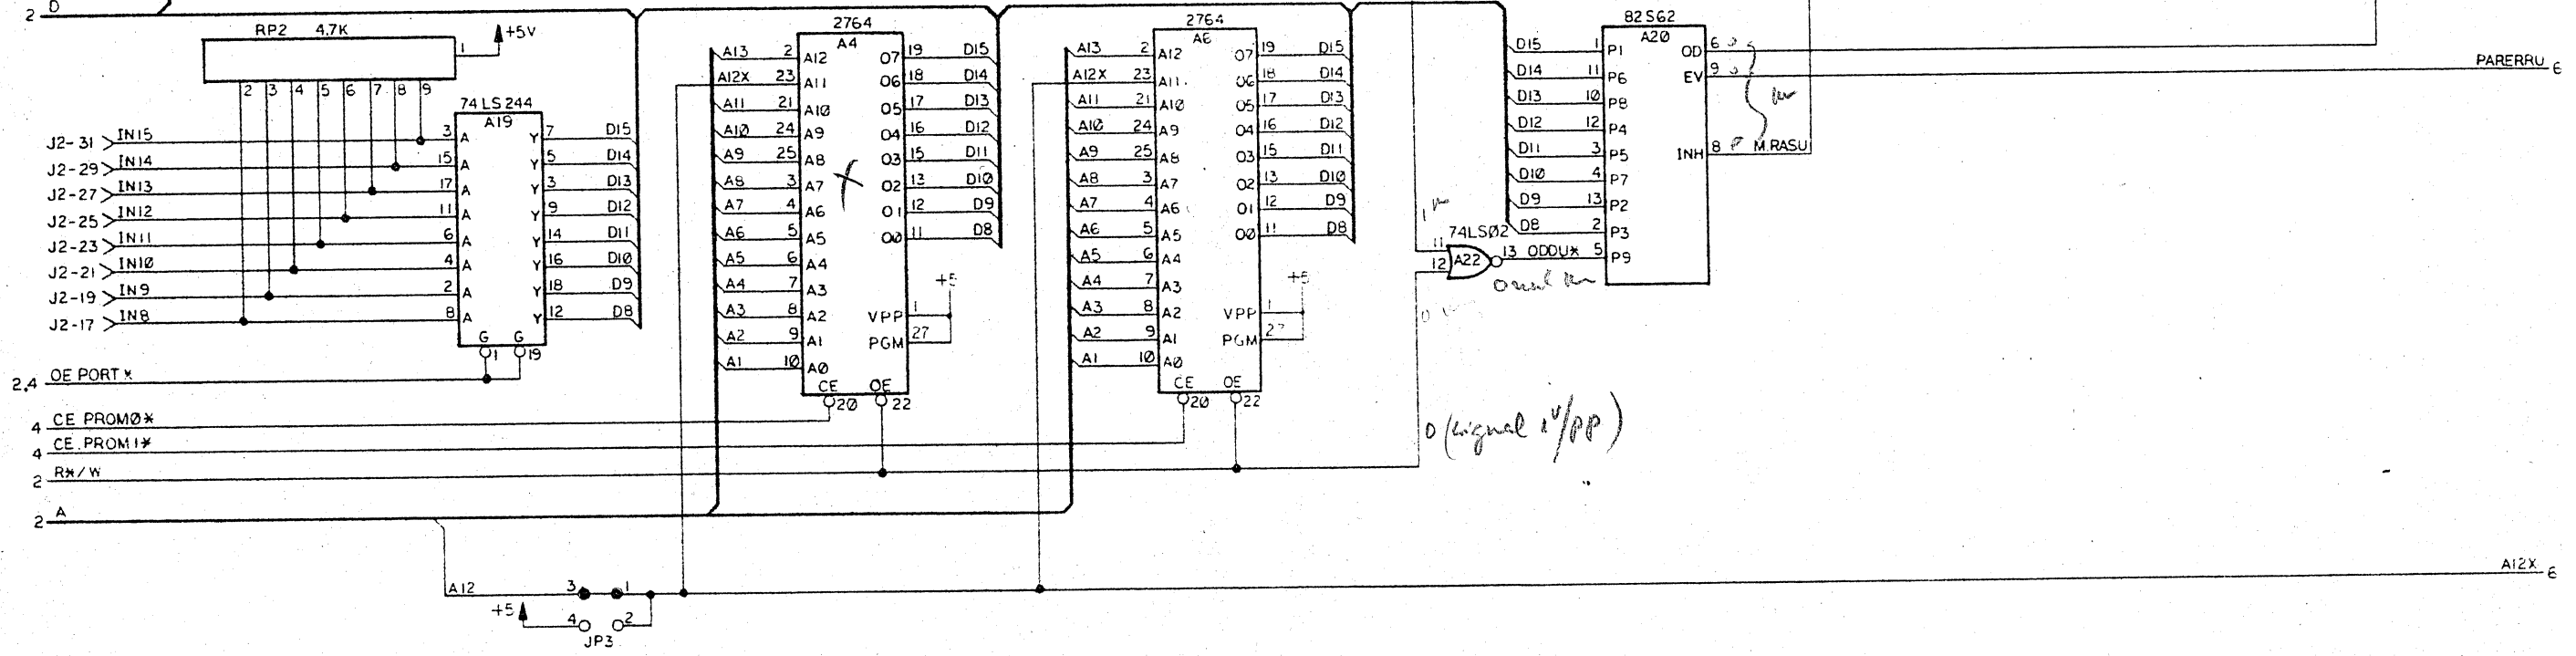 2 D
RP2 4.7K
1 +5V
2 3 4 5 6 7 8 9
74LS244
A19
J2-31 IN15 3 A Y 7 D15
J2-29 IN14 15 A Y 5 D14
J2-27 IN13 17 A Y 3 D13
J2-25 IN12 11 A Y 9 D12
J2-23 IN11 6 A Y 14 D11
J2-21 IN10 4 A Y 16 D10
J2-19 IN9 2 A Y 18 D9
J2-17 IN8 8 A Y 12 D8
G G
1 19
2,4 OE PORT*
4 CE PROM0*
4 CE.PROM1*
2 R*/W
2 A
2764
A4
A13 2 A12 O7 19 D15
A12X 23 A11 O6 18 D14
A11 21 A10 O5 17 D13
A10 24 A9 O4 16 D12
A9 25 A8 O3 15 D11
A8 3 A7 O2 13 D10
A7 4 A6 O1 12 D9
A6 5 A5 O0 11 D8
A5 6 A4
A4 7 A3 +5
A3 8 A2 VPP 1
A2 9 A1 PGM 27
A1 10 A0
CE OE
20 22
2764
A6
A13 2 A12 O7 19 D15
A12X 23 A11 O6 18 D14
A11 21 A10 O5 17 D13
A10 24 A9 O4 16 D12
A9 25 A8 O3 15 D11
A8 3 A7 O2 13 D10
A7 4 A6 O1 12 D9
A6 5 A5 O0 11 D8
A5 6 A4
A4 7 A3 +5
A3 8 A2 VPP 1
A2 9 A1 PGM 27
A1 10 A0
CE OE
20 22
82S62
A20
D15 1 P1 OD 6
D14 11 P6 EV 9 PARERRU 6
D13 10 P8
D12 12 P4
D11 3 P5 INH 8 M.RASU
D10 4 P7
D9 13 P2
D8 2 P3
74LS02
11
12 A22 13 ODDU* 5 P9
0 (signal 1V/pp)
A12 3 1
+5 4 2
JP3
A12X 6